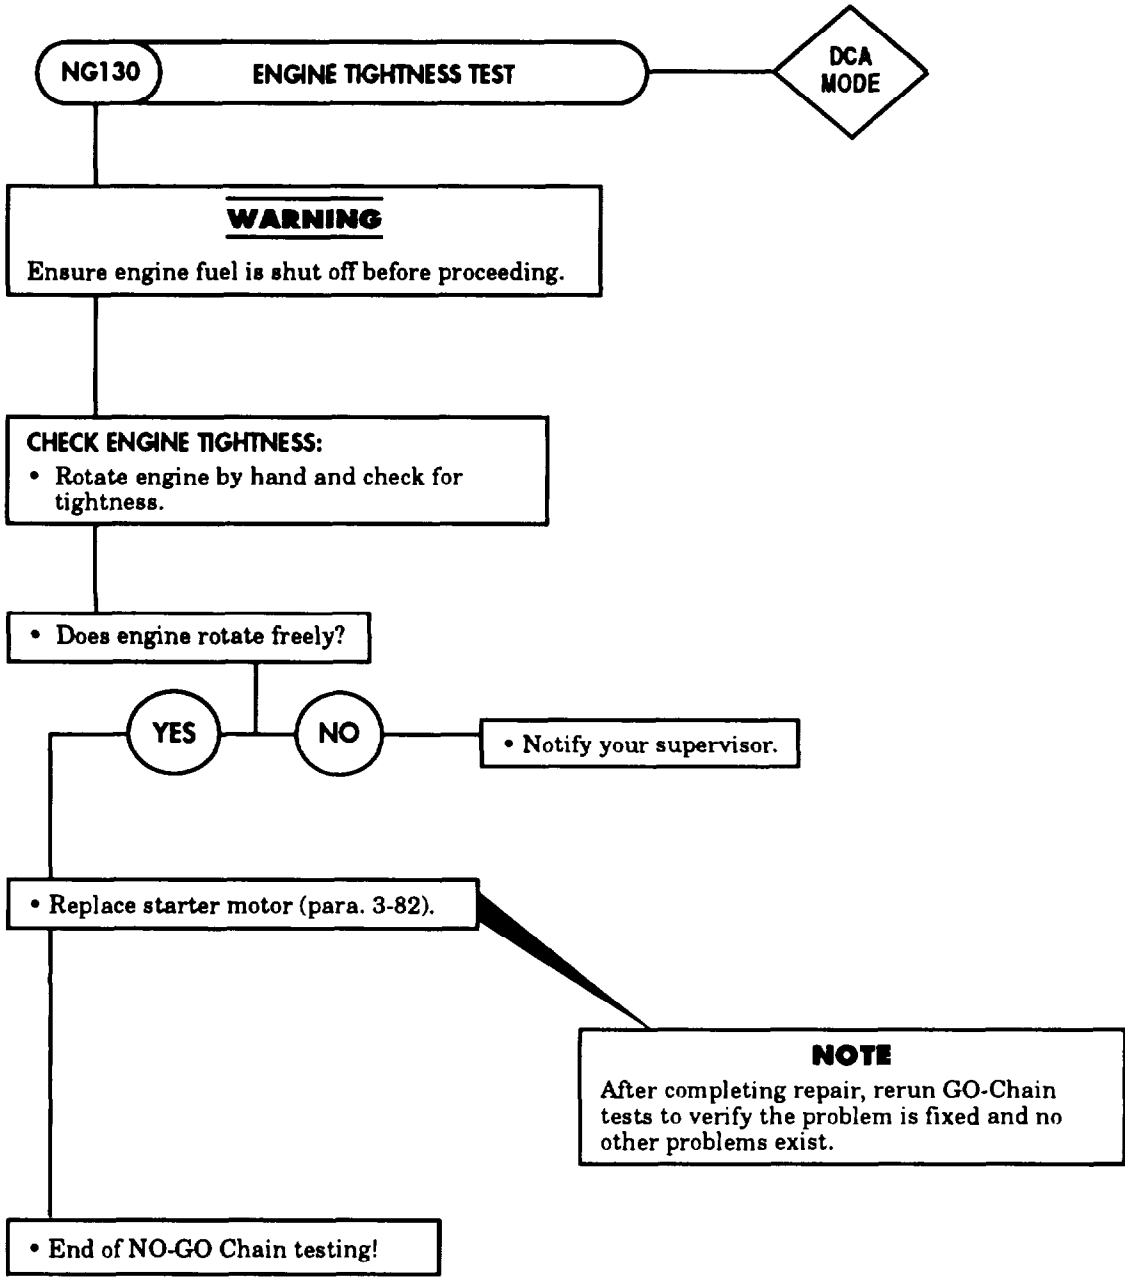 NG130 ENGINE TIGHTNESS TEST
DCA
MODE
WARNING
Ensure engine fuel is shut off before proceeding.
CHECK ENGINE TIGHTNESS:
• Rotate engine by hand and check for
tightness.
• Does engine rotate freely?
YES
NO
• Notify your supervisor.
• Replace starter motor (para. 3-82).
NOTE
After completing repair, rerun GO-Chain
tests to verify the problem is fixed and no
other problems exist.
• End of NO-GO Chain testing!